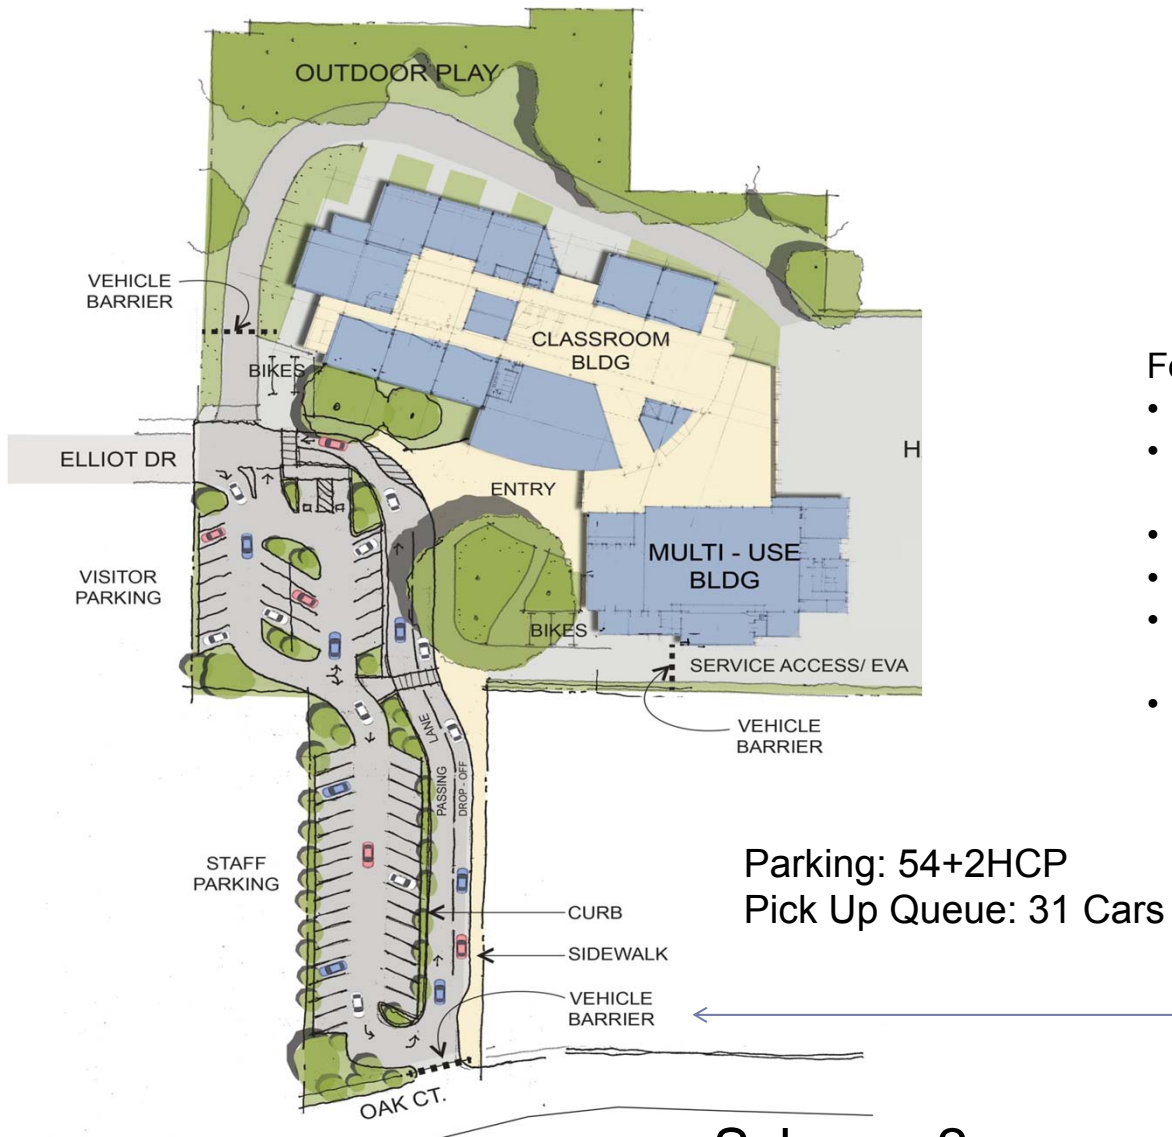 OUTDOOR PLAY
VEHICLE
BARRIER
CLASSROOM
BLDG
BIKES
ELLIOT DR
ENTRY
MULTI - USE
BLDG
VISITOR
PARKING
BIKES
SERVICE ACCESS/ EVA
VEHICLE
BARRIER
PASSING LANE
DROP - OFF
STAFF
PARKING
Parking: 54+2HCP
Pick Up Queue: 31 Cars
CURB
SIDEWALK
VEHICLE
BARRIER
OAK CT.